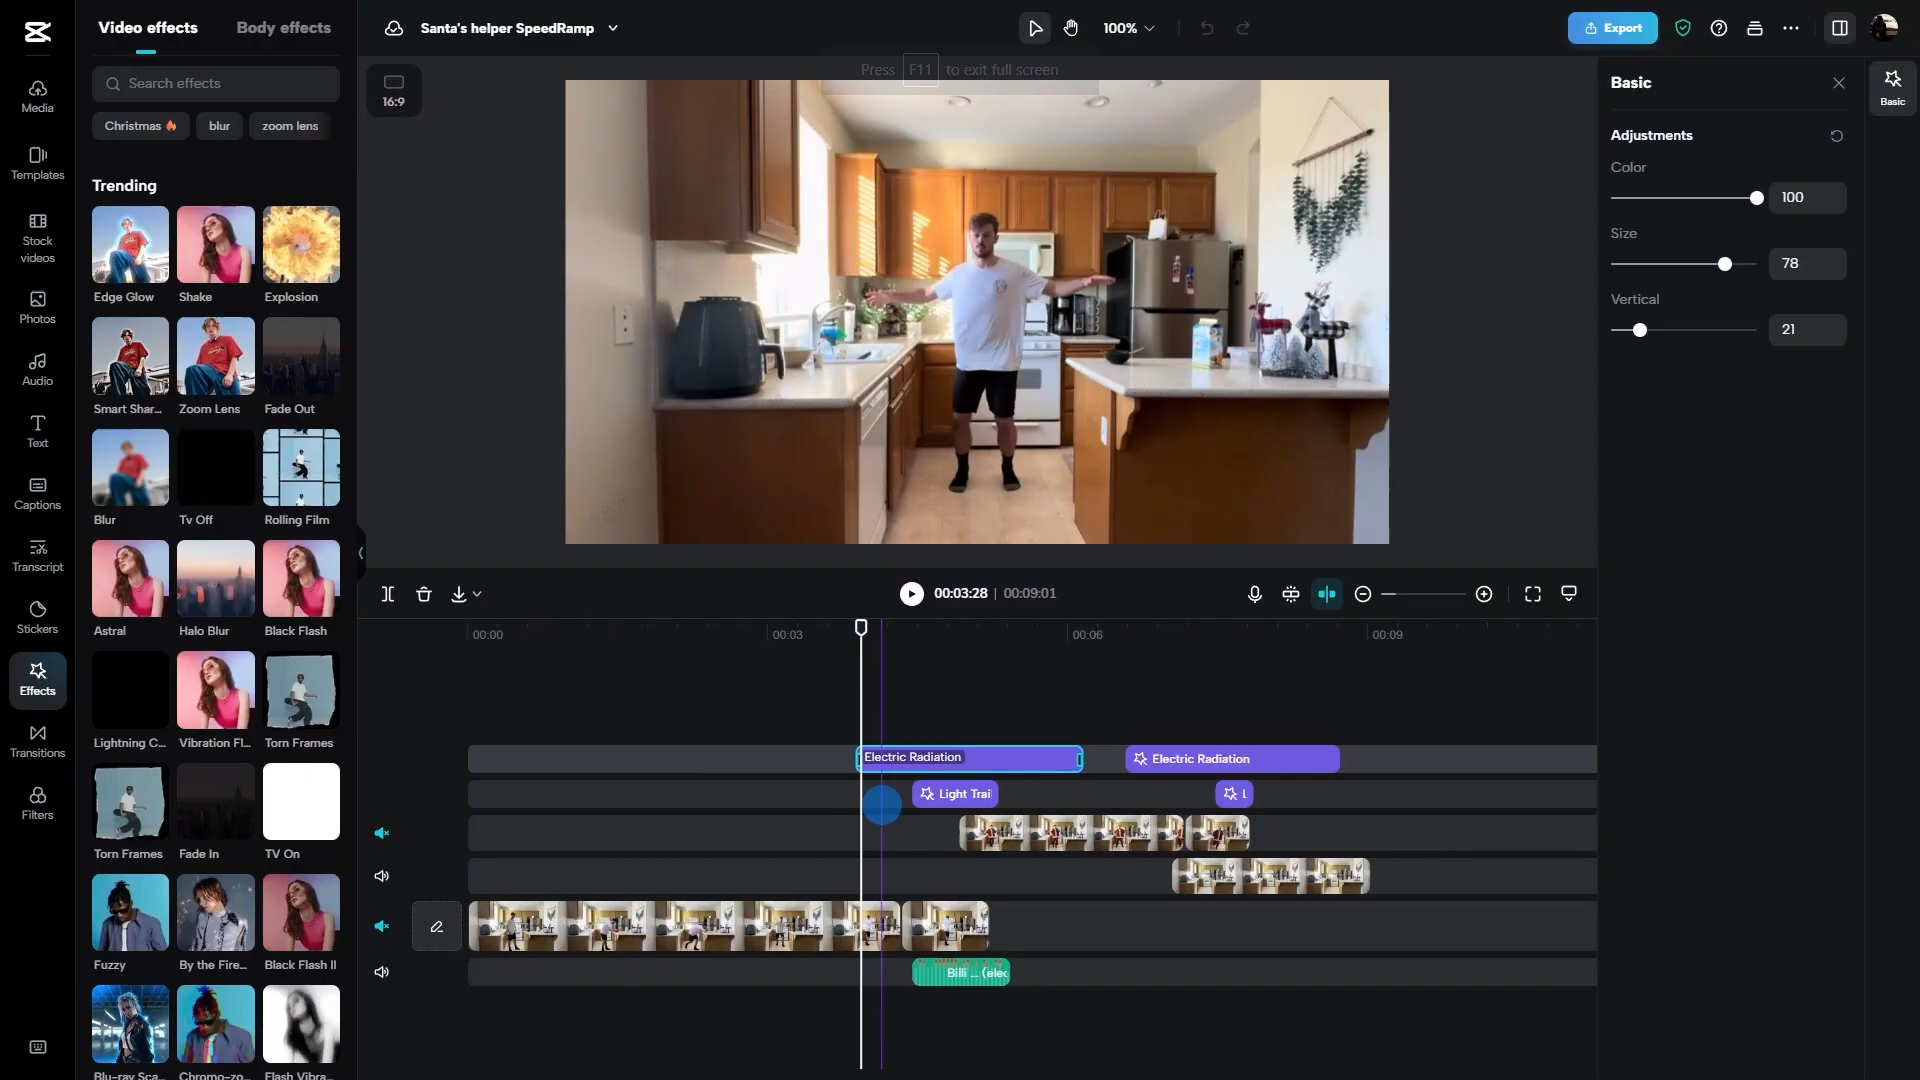 Video effects
Body effects
Search effects
Christmas
blur
zoom lens
Trending
Edge Glow
Shake
Explosion
Smart Shar...
Zoom Lens
Fade Out
Blur
Tv Off
Rolling Film
Astral
Halo Blur
Black Flash
Lightning C...
Vibration Fl...
Torn Frames
Torn Frames
Fade In
TV On
Fuzzy
By the Fire...
Black Flash II
Blu-ray Sca...
Chromo-zo...
Flash Vibra...
Media
Templates
Stock
videos
Photos
Audio
Text
Captions
Transcript
Stickers
Effects
Transitions
Filters
Santa's helper SpeedRamp
100%
Export
Press F11 to exit full screen
16:9
Basic
Basic
Adjustments
Color
100
Size
78
Vertical
21
00:03:28 | 00:09:01
00:00
00:03
00:06
00:09
Electric Radiation
Electric Radiation
Light Trai
L
Billi ... (elec